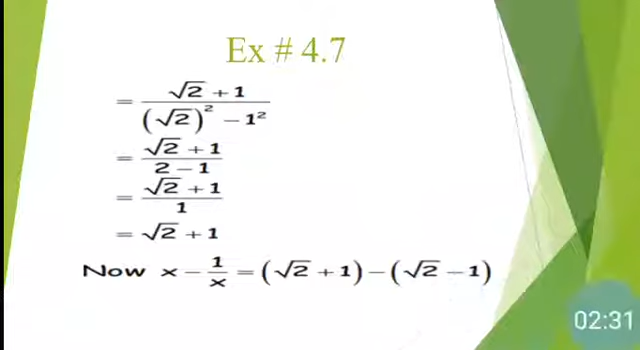 Ex # 4.7
= (√2 + 1) / ((√2)² − 1²)
= (√2 + 1) / (2 − 1)
= (√2 + 1) / 1
= √2 + 1
Now x − 1/x = (√2 + 1) − (√2 − 1)
02:31